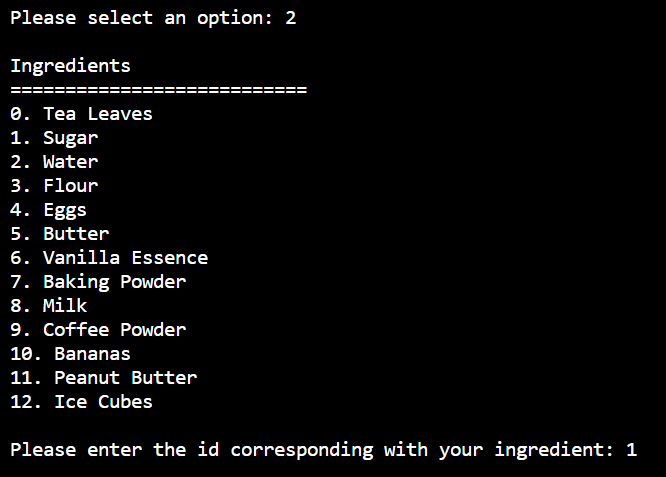 Please select an option: 2
Ingredients
===========================
0. Tea Leaves
1. Sugar
2. Water
3. Flour
4. Eggs
5. Butter
6. Vanilla Essence
7. Baking Powder
8. Milk
9. Coffee Powder
10. Bananas
11. Peanut Butter
12. Ice Cubes
Please enter the id corresponding with your ingredient: 1